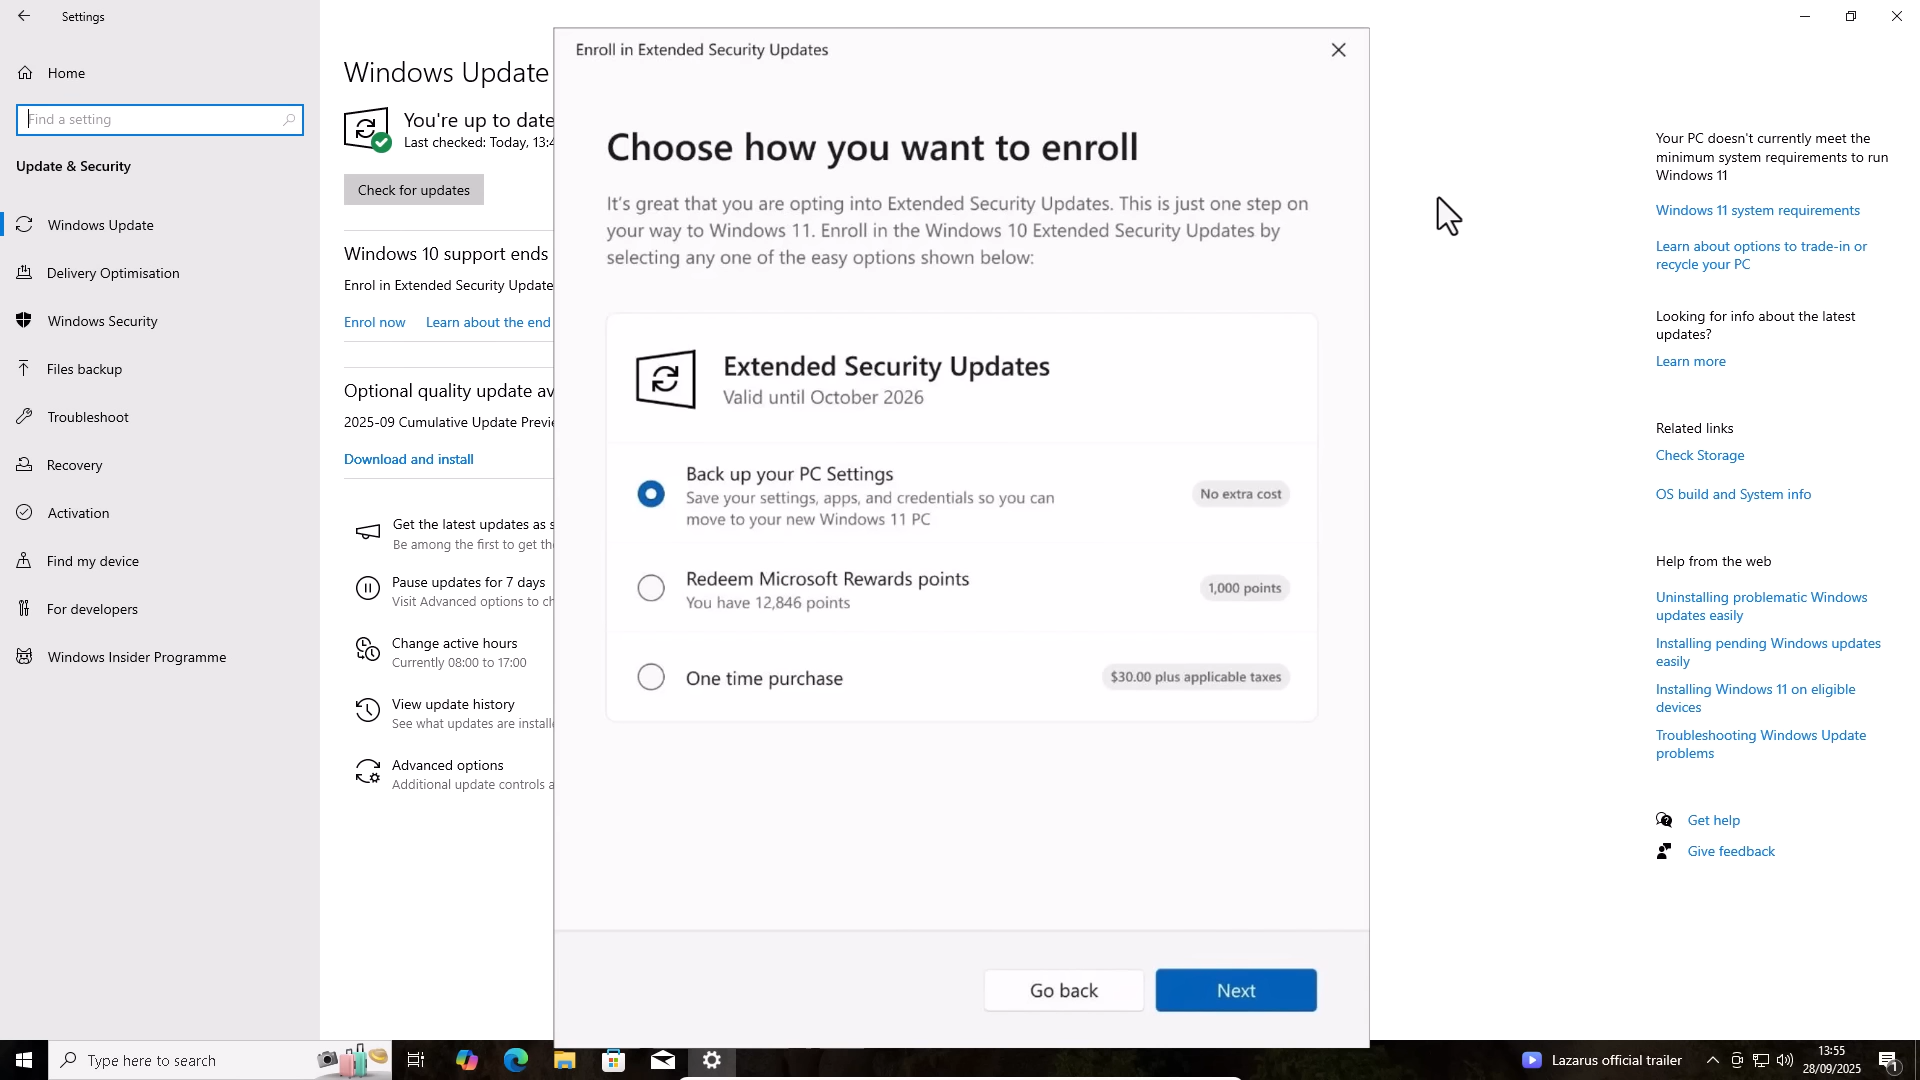 Settings
Home
Find a setting
Update & Security
Windows Update
Delivery Optimisation
Windows Security
Files backup
Troubleshoot
Recovery
Activation
Find my device
For developers
Windows Insider Programme
Windows Update
You're up to date
Last checked: Today, 13:4
Check for updates
Windows 10 support ends
Enrol in Extended Security Update
Enrol now
Learn about the end
Optional quality update av
2025-09 Cumulative Update Previe
Download and install
Get the latest updates as s
Be among the first to get the
Pause updates for 7 days
Visit Advanced options to ch
Change active hours
Currently 08:00 to 17:00
View update history
See what updates are installe
Advanced options
Additional update controls a
Enroll in Extended Security Updates
Choose how you want to enroll
It's great that you are opting into Extended Security Updates. This is just one step on
your way to Windows 11. Enroll in the Windows 10 Extended Security Updates by
selecting any one of the easy options shown below:
Extended Security Updates
Valid until October 2026
Back up your PC Settings
Save your settings, apps, and credentials so you can
move to your new Windows 11 PC
No extra cost
Redeem Microsoft Rewards points
You have 12,846 points
1,000 points
One time purchase
$30.00 plus applicable taxes
Go back
Next
Your PC doesn't currently meet the
minimum system requirements to run
Windows 11
Windows 11 system requirements
Learn about options to trade-in or
recycle your PC
Looking for info about the latest
updates?
Learn more
Related links
Check Storage
OS build and System info
Help from the web
Uninstalling problematic Windows
updates easily
Installing pending Windows updates
easily
Installing Windows 11 on eligible
devices
Troubleshooting Windows Update
problems
Get help
Give feedback
Type here to search
Lazarus official trailer
13:55
28/09/2025
1